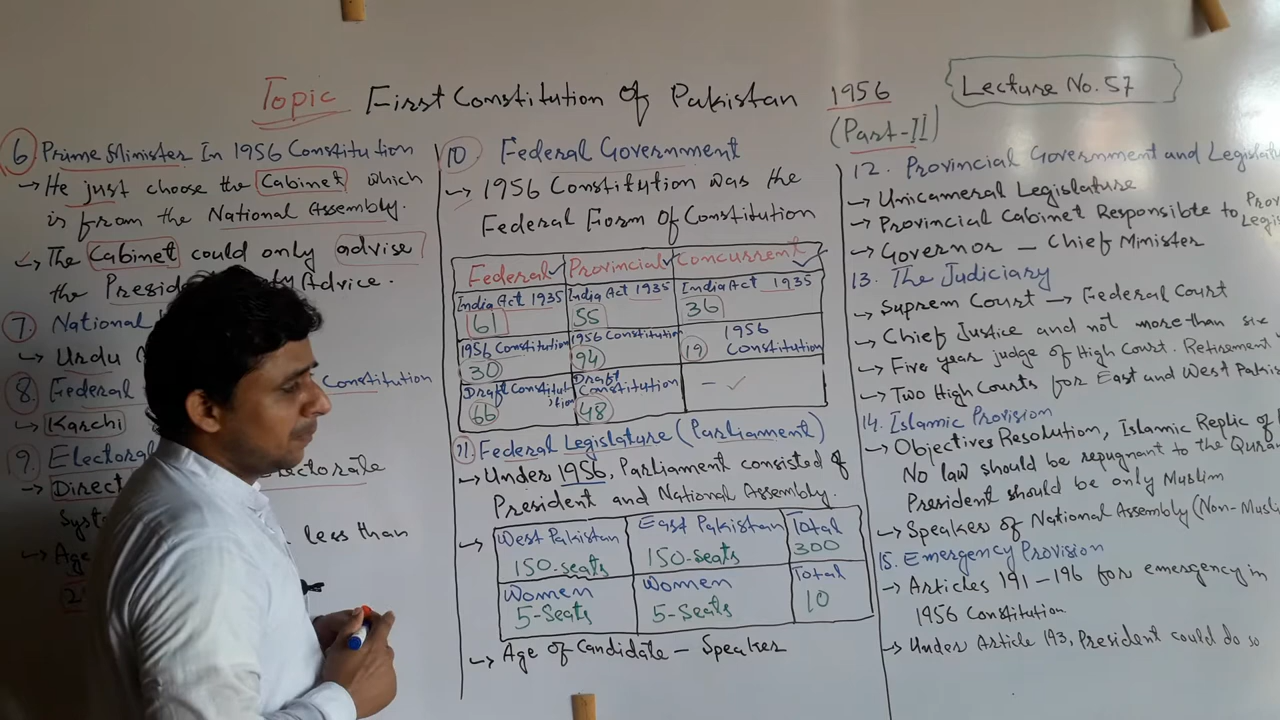 Topic First Constitution of Pakistan 1956
(Part-II)
Lecture No. 57
6 Prime Minister In 1956 Constitution
→ He just choose the Cabinet which
is from the National Assembly.
→ The Cabinet could only advise
the Advice.
7. National
→ Urdu
8. Federal Constitution
→ Karchi
9. Electoral
→ Direct
Syst
→ Age less than
10 Federal Government
→ 1956 Constitution was the
Federal Form of Constitution
Federal Provincial Concurrent
India Act 1935 India Act 1935 India Act 1935
61 55 36
1956 Constitution 1956 Constitution 1956 Constitution
30 94 19
Draft Constitution Draft Constitution –
66 48
11. Federal Legislature (Parliament)
→ Under 1956, Parliament consisted of
President and National Assembly.
West Pakistan East Pakistan Total
150-seats 150-seats 300
Women Women Total
5-Seats 5-Seats 10
→ Age of Candidate – Speaker
12. Provincial Government and Legislatu
→ Unicameral Legislature
→ Provincial Cabinet Responsible to Prov
Legi
→ Governor – Chief Minister
13. The Judiciary
→ Suprem Court → Federal Court
→ Chief Justice and not more than six
→ Five year judge of High Court. Retirement
→ Two High Courts for East and West Pakis
14. Islamic Provision
→ Objectives Resolution, Islamic Replic of
No law should be repugnant to the Quran
President should be only Muslim
→ Speakers of National Assembly (Non-Musli
15. Emergency Provision
→ Articles 191–196 for emergency in
1956 Constitution
→ Under Article 193, President could do so